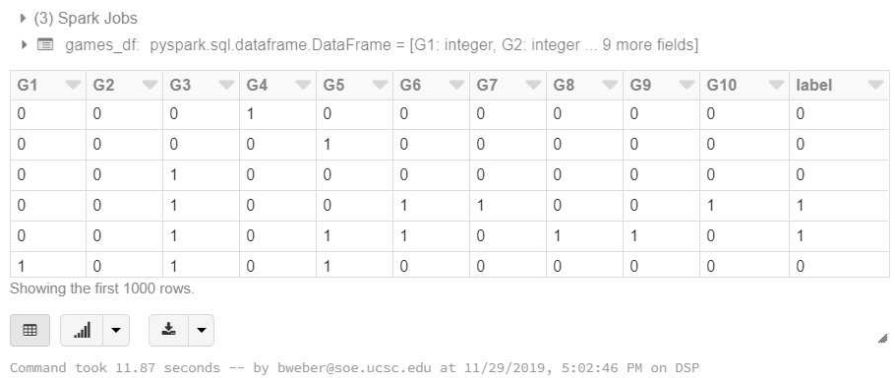 (3) Spark Jobs
games_df: pyspark.sql.dataframe.DataFrame = [G1: integer, G2: integer ... 9 more fields]
G1 G2 G3 G4 G5 G6 G7 G8 G9 G10 label
0 0 0 1 0 0 0 0 0 0 0
0 0 0 0 1 0 0 0 0 0 0
0 0 1 0 0 0 0 0 0 0 0
0 0 1 0 0 1 1 0 0 1 1
0 0 1 0 1 1 0 1 1 0 1
1 0 1 0 1 0 0 0 0 0 0
Showing the first 1000 rows.
Command took 11.87 seconds -- by bweber@soe.ucsc.edu at 11/29/2019, 5:02:46 PM on DSP